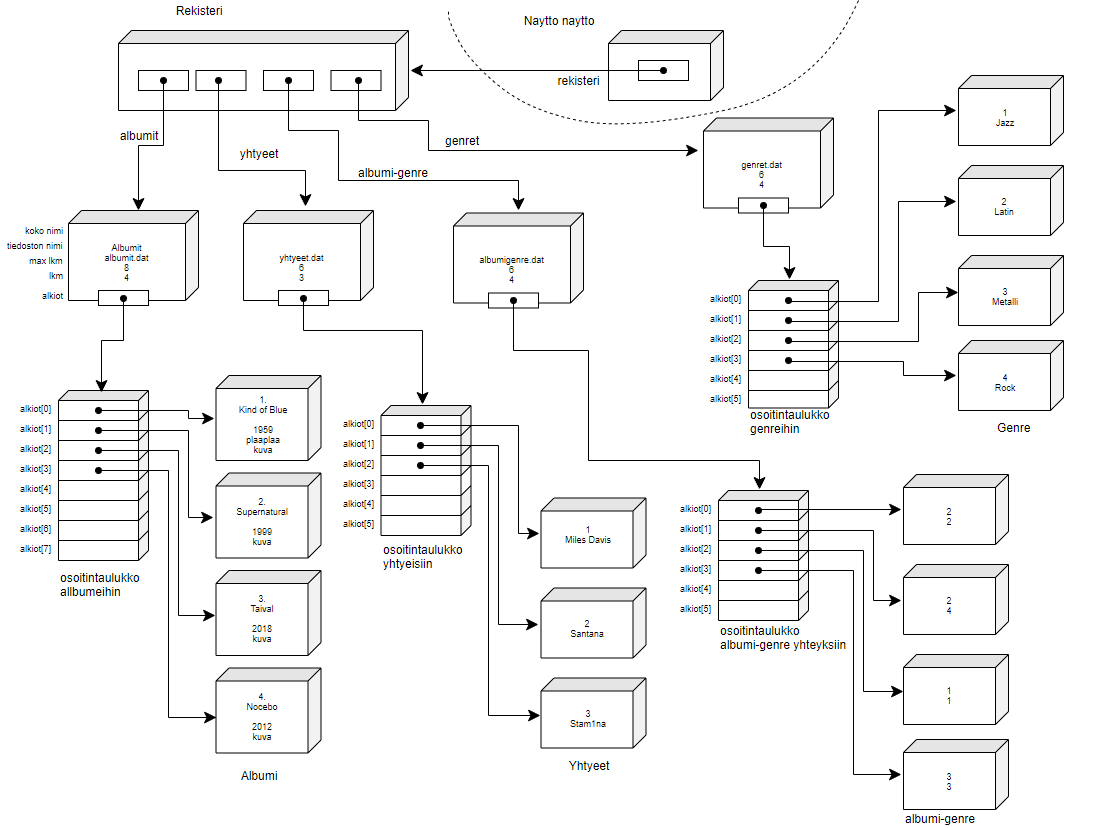 Rekisteri
Naytto naytto
rekisteri
albumit
yhtyeet
albumi-genre
genret
koko nimi
tiedoston nimi
max lkm
lkm
alkiot
Albumit
albumit.dat
8
4
yhtyeet.dat
6
3
albumigenre.dat
6
4
genret.dat
6
4
alkiot[0]
alkiot[1]
alkiot[2]
alkiot[3]
alkiot[4]
alkiot[5]
osoitintaulukko
genreihin
1
Jazz
2
Latin
3
Metalli
4
Rock
Genre
alkiot[0]
alkiot[1]
alkiot[2]
alkiot[3]
alkiot[4]
alkiot[5]
alkiot[6]
alkiot[7]
osoitintaulukko
allbumeihin
1.
Kind of Blue
1959
plaaplaa
kuva
2.
Supernatural
1999
kuva
3.
Taival
2018
kuva
4.
Nocebo
2012
kuva
Albumi
alkiot[0]
alkiot[1]
alkiot[2]
alkiot[3]
alkiot[4]
alkiot[5]
osoitintaulukko
yhtyeisiin
1
Miles Davis
2
Santana
3
Stam1na
Yhtyeet
alkiot[0]
alkiot[1]
alkiot[2]
alkiot[3]
alkiot[4]
alkiot[5]
osoitintaulukko
albumi-genre yhteyksiin
2
2
2
4
1
1
3
3
albumi-genre